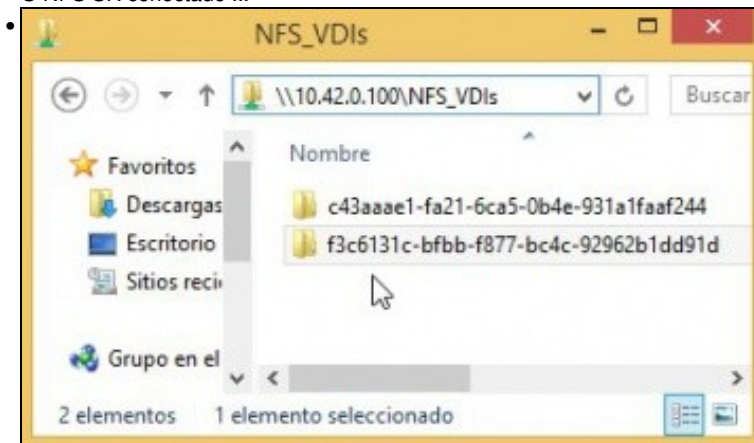 NFS_VDIs
\\10.42.0.100\NFS_VDIs
Buscar
Favoritos
Nombre
Descargas
c43aaae1-fa21-6ca5-0b4e-931a1faaf244
Escritorio
f3c6131c-bfbb-f877-bc4c-92962b1dd91d
Sitios reci
Grupo en el
2 elementos 1 elemento seleccionado